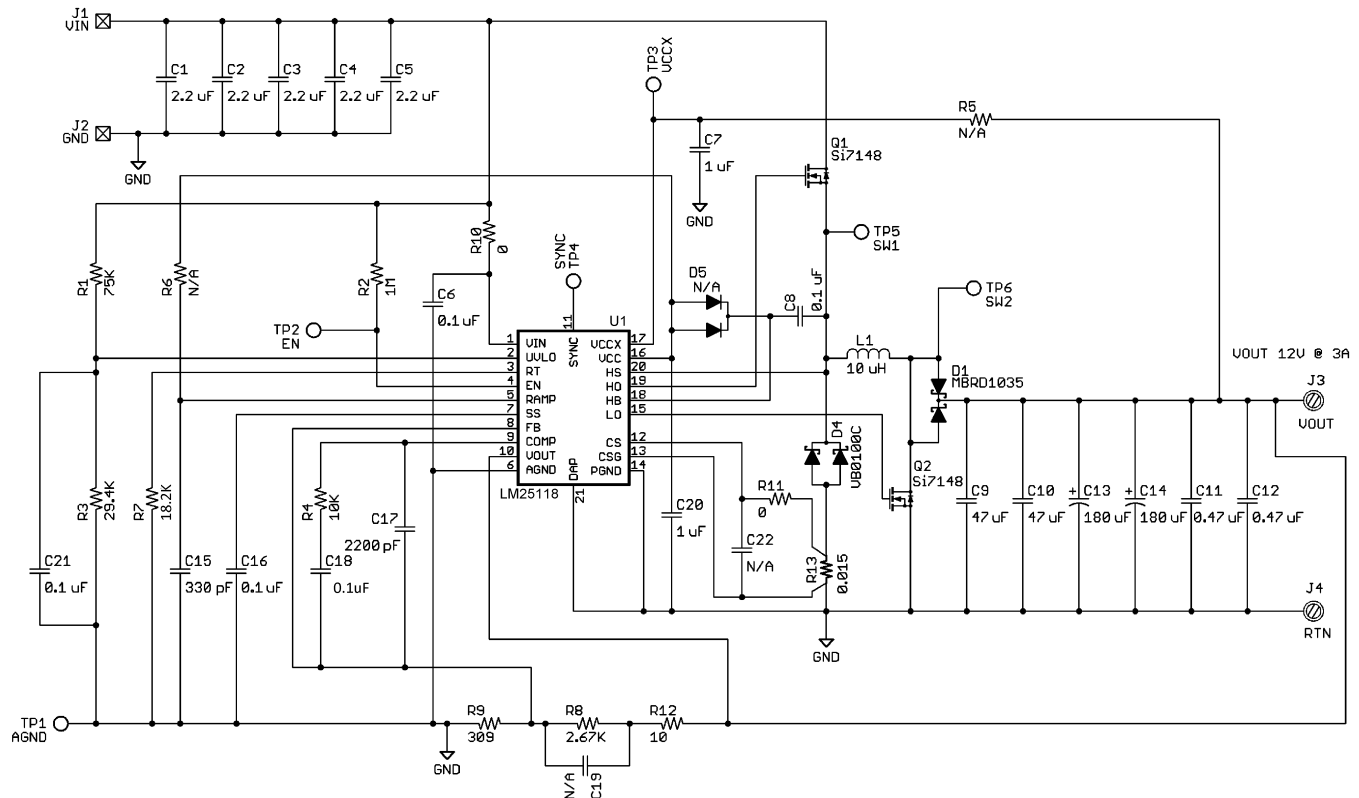 J1
VIN
C1
2.2 uF
C2
2.2 uF
C3
2.2 uF
C4
2.2 uF
C5
2.2 uF
J2
GND
GND
TP3
VCCX
C7
1 uF
GND
R5
N/A
Q1
Si7148
TP5
SW1
R1
75K
R6
N/A
R2
1M
R10
0
C6
0.1 uF
TP2
EN
SYNC
TP4
D5
N/A
C8
0.1 uF
TP6
SW2
L1
10 uH
D1
MBRD1035
VOUT 12V @ 3A
J3
VOUT
U1
LM25118
11
SYNC
1 VIN
2 UVLO
3 RT
4 EN
5 RAMP
7 SS
8 FB
9 COMP
10 VOUT
6 AGND
DAP
21
VCCX 17
VCC 16
HS 20
HO 19
HB 18
LO 15
CS 12
CSG 13
PGND 14
D4
VB0100C
Q2
Si7148
R11
0
C20
1 uF
C22
N/A
R13
0.015
C9
47 uF
C10
47 uF
C13
+
180 uF
C14
+
180 uF
C11
0.47 uF
C12
0.47 uF
J4
RTN
GND
R3
29.4K
R7
18.2K
C21
0.1 uF
C15
330 pF
C16
0.1 uF
R4
10K
C17
2200 pF
C18
0.1uF
TP1
AGND
GND
R9
309
R8
2.67K
R12
10
N/A
C19